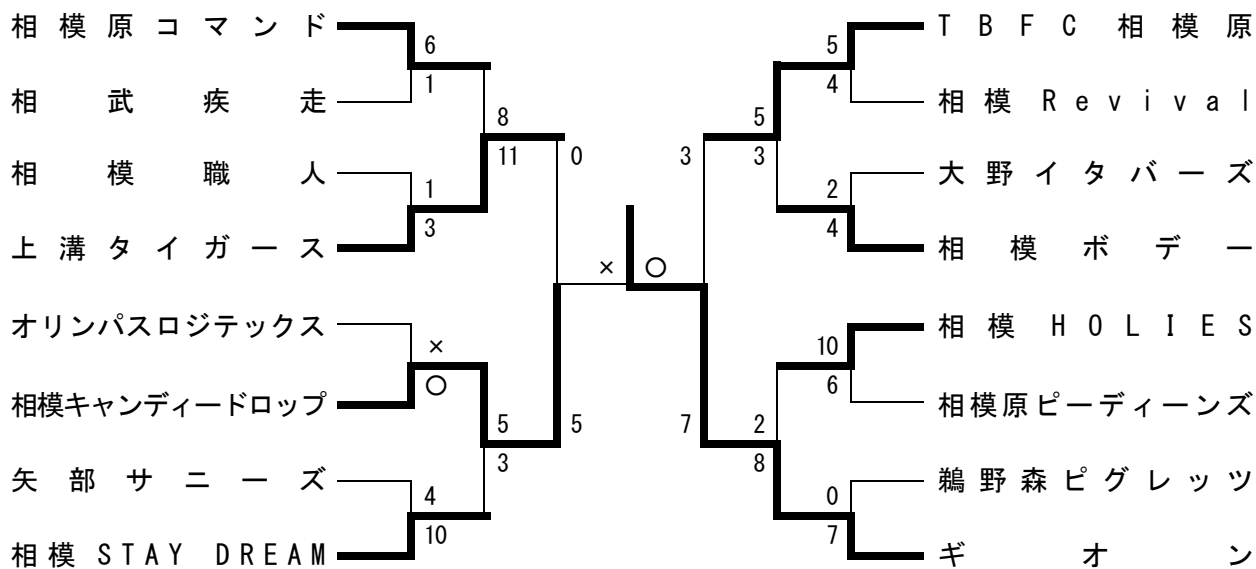 相模原コマンド
6
1
相武疾走
8
11
相模職人
1
3
上溝タイガース
0
オリンパスロジテックス
×
○
相模キャンディードロップ
5
3
5
矢部サニーズ
4
10
相模 STAY DREAM
× ○
TBFC 相模原
5
4
相模 Revival
5
3
3
大野イタバーズ
2
4
相模ボデー
相模 HOLIES
10
6
相模原ピーディーンズ
7
2
8
鵜野森ピグレッツ
0
7
ギオン